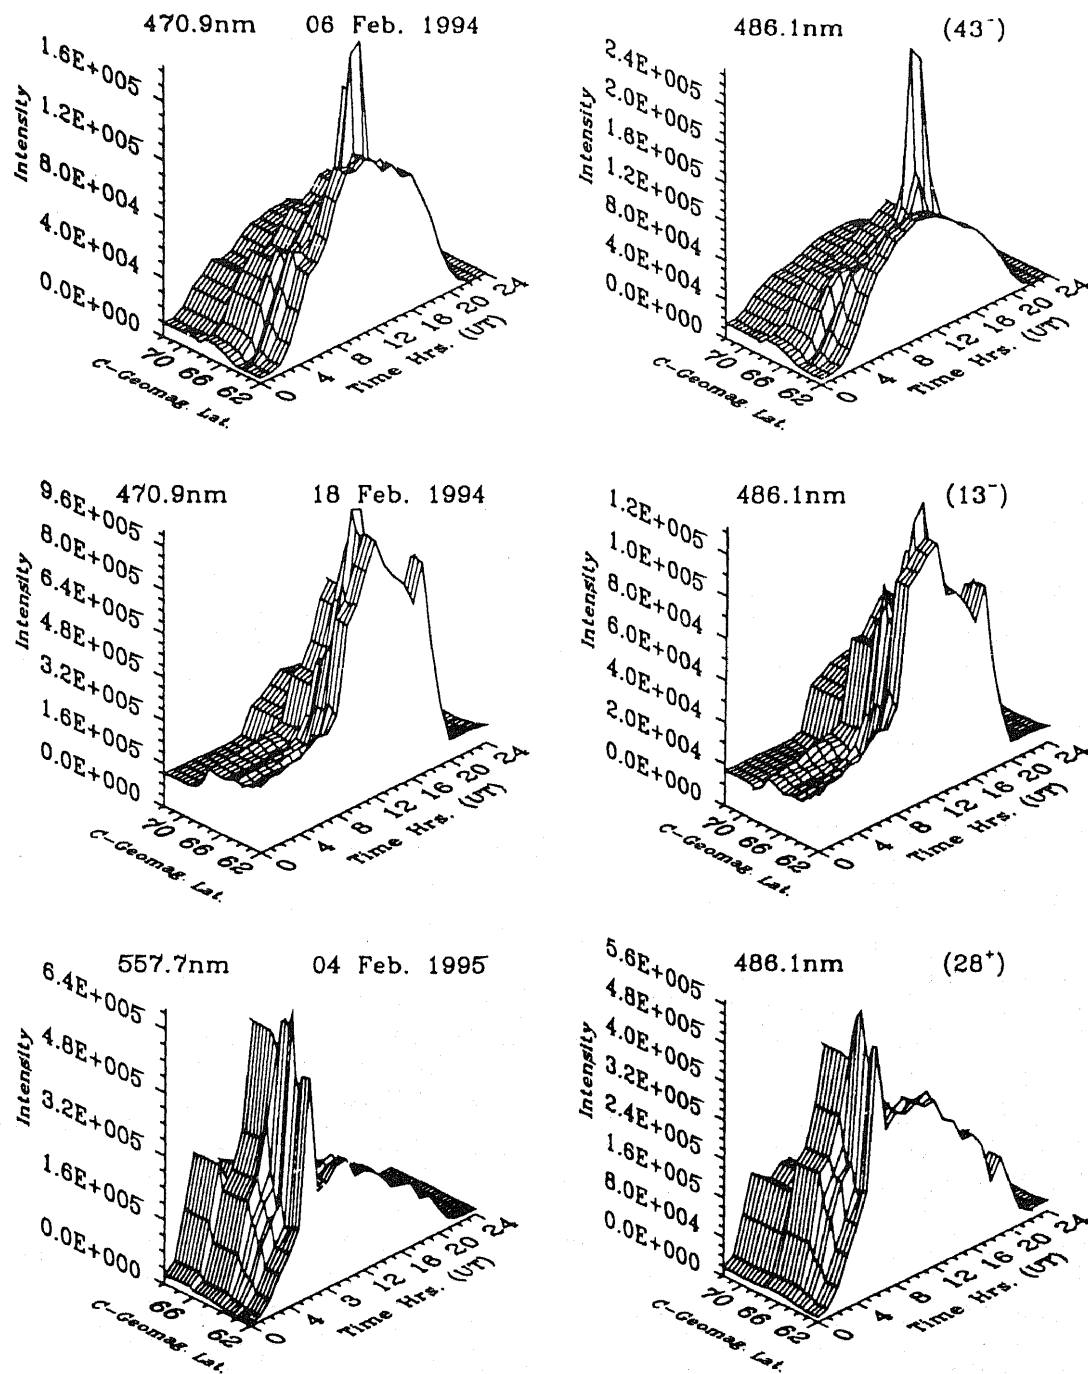 470.9nm 06 Feb. 1994
1.6E+005
1.2E+005
8.0E+004
4.0E+004
0.0E+000
Intensity
70 66 62
C-Geomag. Lat.
0 4 8 12 16 20 24
Time Hrs. (UT)
486.1nm (43⁻)
2.4E+005
2.0E+005
1.6E+005
1.2E+005
8.0E+004
4.0E+004
0.0E+000
Intensity
70 66 62
C-Geomag. Lat.
0 4 8 12 16 20 24
Time Hrs. (UT)
470.9nm 18 Feb. 1994
9.6E+005
8.0E+005
6.4E+005
4.8E+005
3.2E+005
1.6E+005
0.0E+000
Intensity
70 66 62
C-Geomag. Lat.
0 4 8 12 16 20 24
Time Hrs. (UT)
486.1nm (13⁻)
1.2E+005
1.0E+005
8.0E+004
6.0E+004
4.0E+004
2.0E+004
0.0E+000
Intensity
70 66 62
C-Geomag. Lat.
0 4 8 12 16 20 24
Time Hrs. (UT)
557.7nm 04 Feb. 1995
6.4E+005
4.8E+005
3.2E+005
1.6E+005
0.0E+000
Intensity
66 62
C-Geomag. Lat.
0 4 3 12 16 20 24
Time Hrs. (UT)
486.1nm (28⁺)
5.6E+005
4.8E+005
4.0E+005
3.2E+005
2.4E+005
1.6E+005
8.0E+004
0.0E+000
Intensity
70 66 62
C-Geomag. Lat.
0 4 8 12 16 20 24
Time Hrs. (UT)